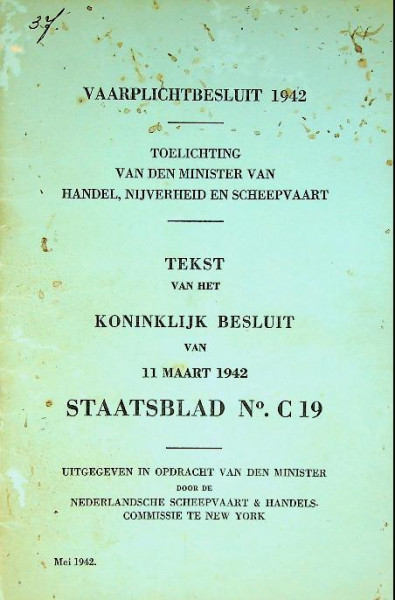 37
VAARPLICHTBESLUIT 1942
TOELICHTING
VAN DEN MINISTER VAN
HANDEL, NIJVERHEID EN SCHEEPVAART
TEKST
VAN HET
KONINKLIJK BESLUIT
VAN
11 MAART 1942
STAATSBLAD Nº. C 19
UITGEGEVEN IN OPDRACHT VAN DEN MINISTER
DOOR DE
NEDERLANDSCHE SCHEEPVAART & HANDELS-
COMMISSIE TE NEW YORK
Mei 1942.